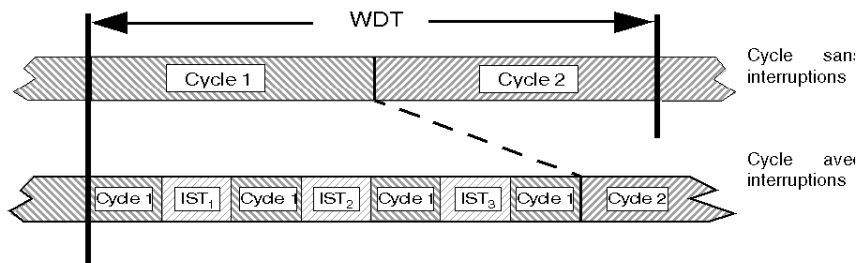 WDT
Cycle sans
interruptions
Cycle 1
Cycle 2
Cycle avec
interruptions
Cycle 1
IST₁
Cycle 1
IST₂
Cycle 1
IST₃
Cycle 1
Cycle 2